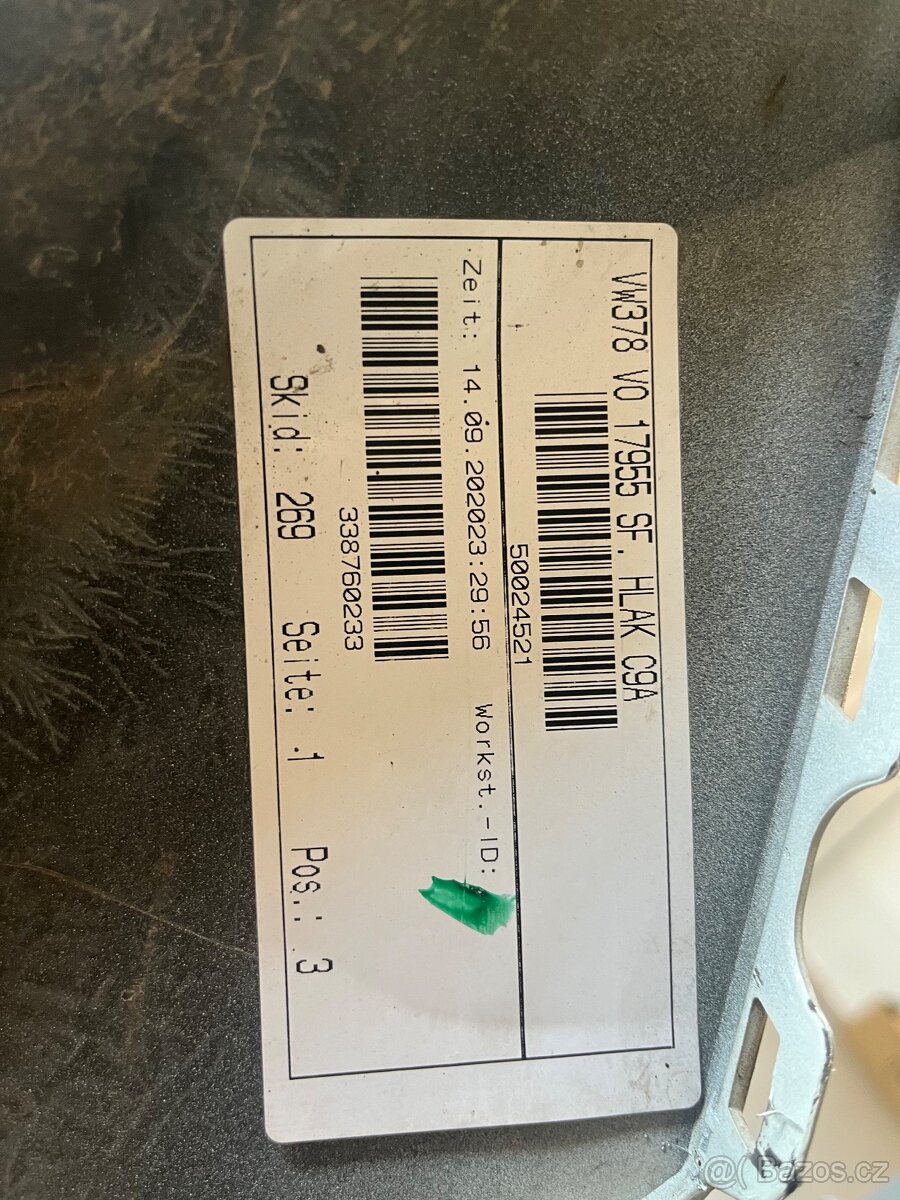 VW378 VO 17955 SF. HLAK C9A
50024521
Zeit: 14.09.202023:29:56 Workst.-ID:
338760233
Skid: 269 Seite: .1 Pos.: .3
Bazos.cz